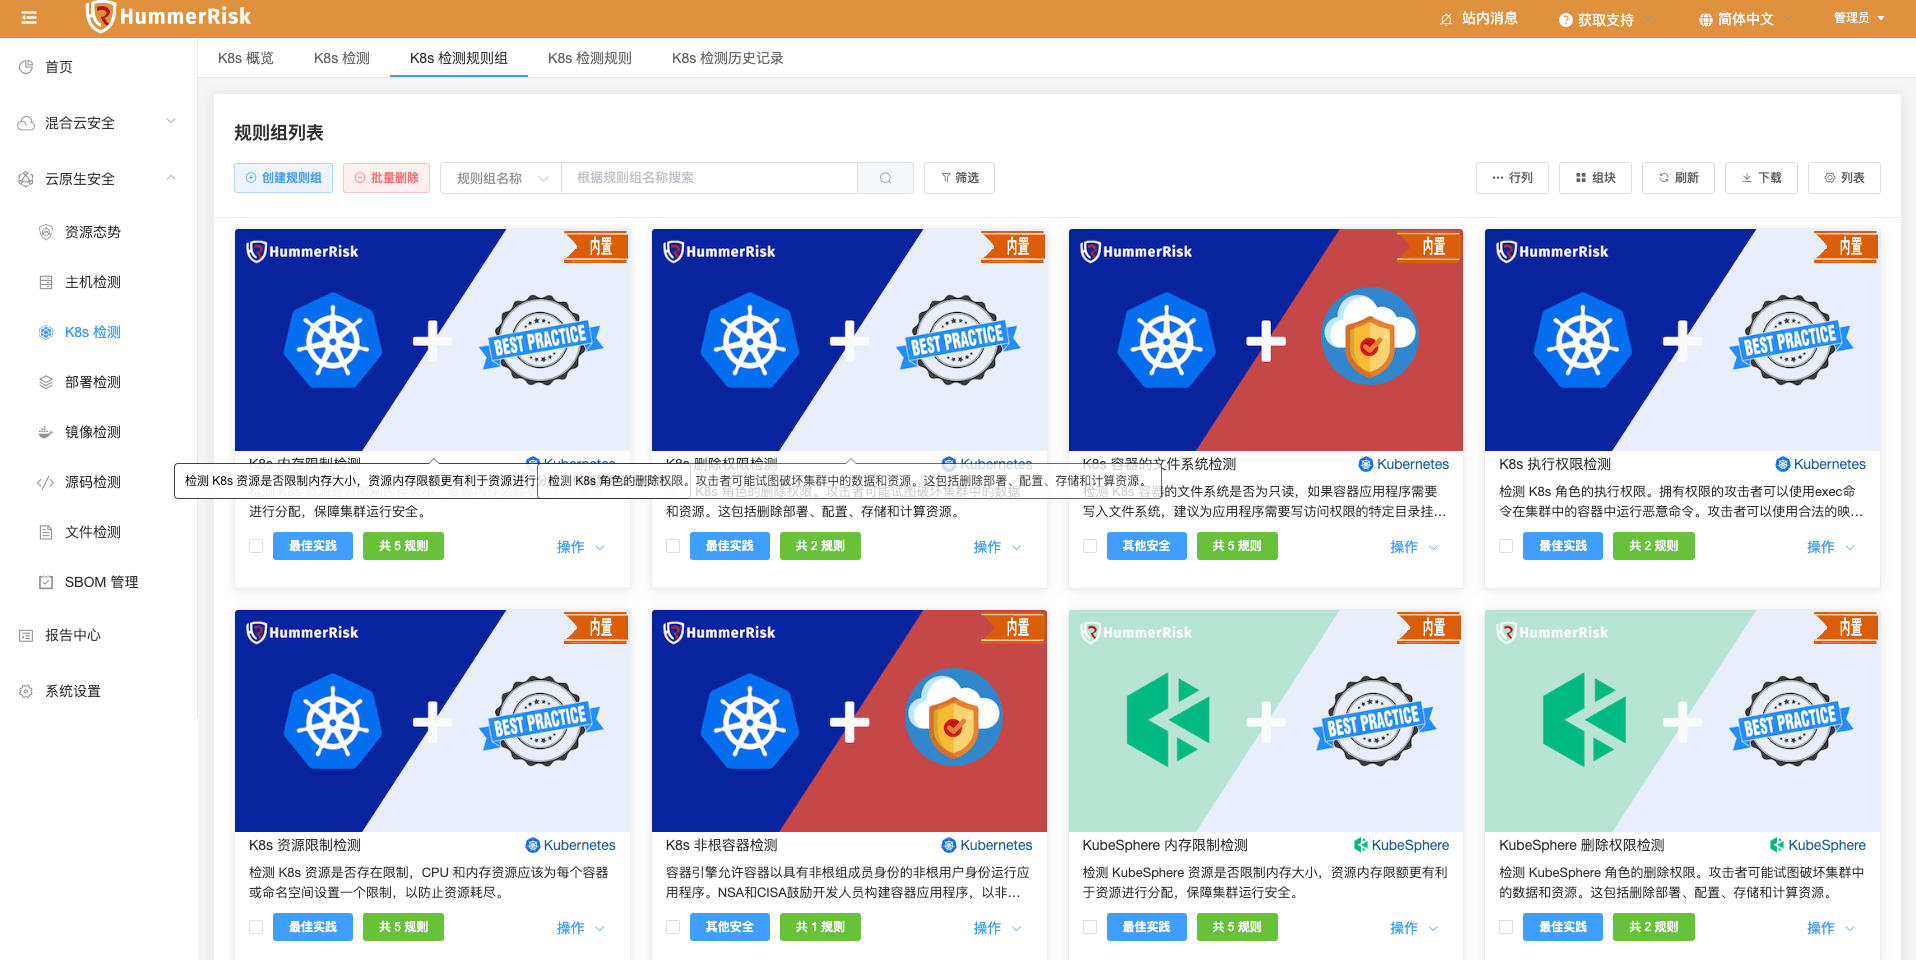 HummerRisk
站内消息
获取支持
简体中文
管理员
首页
混合云安全
云原生安全
资源态势
主机检测
K8s 检测
部署检测
镜像检测
源码检测
文件检测
SBOM 管理
报告中心
系统设置
K8s 概览
K8s 检测
K8s 检测规则组
K8s 检测规则
K8s 检测历史记录
规则组列表
创建规则组
批量删除
规则组名称
根据规则组名称搜索
筛选
行列
组块
刷新
下载
列表
HummerRisk
内置
BEST PRACTICE
K8s 内存限制检测
Kubernetes
检测 K8s 资源是否限制内存大小，资源内存限额更有利于资源进行
进行分配，保障集群运行安全。
最佳实践
共 5 规则
操作
HummerRisk
内置
BEST PRACTICE
K8s 删除权限检测
Kubernetes
检测 K8s 角色的删除权限。攻击者可能试图破坏集群中的数据和资源。这包括删除部署、配置、存储和计算资源。
K8s 角色的删除权限。攻击者可能试图破坏集群中的数据
和资源。这包括删除部署、配置、存储和计算资源。
最佳实践
共 2 规则
操作
HummerRisk
内置
K8s 容器的文件系统检测
Kubernetes
检测 K8s 容器的文件系统是否为只读，如果容器应用程序需要
写入文件系统，建议为应用程序需要写访问权限的特定目录挂...
其他安全
共 5 规则
操作
HummerRisk
内置
BEST PRACTICE
K8s 执行权限检测
Kubernetes
检测 K8s 角色的执行权限。拥有权限的攻击者可以使用exec命
令在集群中的容器中运行恶意命令。攻击者可以使用合法的映...
最佳实践
共 2 规则
操作
HummerRisk
内置
BEST PRACTICE
K8s 资源限制检测
Kubernetes
检测 K8s 资源是否存在限制，CPU 和内存资源应该为每个容器
或命名空间设置一个限制，以防止资源耗尽。
最佳实践
共 5 规则
操作
HummerRisk
内置
K8s 非根容器检测
Kubernetes
容器引擎允许容器以具有非根组成员身份的非根用户身份运行应
用程序。NSA和CISA鼓励开发人员构建容器应用程序，以非...
其他安全
共 1 规则
操作
HummerRisk
内置
BEST PRACTICE
KubeSphere 内存限制检测
KubeSphere
检测 KubeSphere 资源是否限制内存大小，资源内存限额更有利
于资源进行分配，保障集群运行安全。
最佳实践
共 5 规则
操作
HummerRisk
内置
BEST PRACTICE
KubeSphere 删除权限检测
KubeSphere
检测 KubeSphere 角色的删除权限。攻击者可能试图破坏集群中
的数据和资源。这包括删除部署、配置、存储和计算资源。
最佳实践
共 2 规则
操作